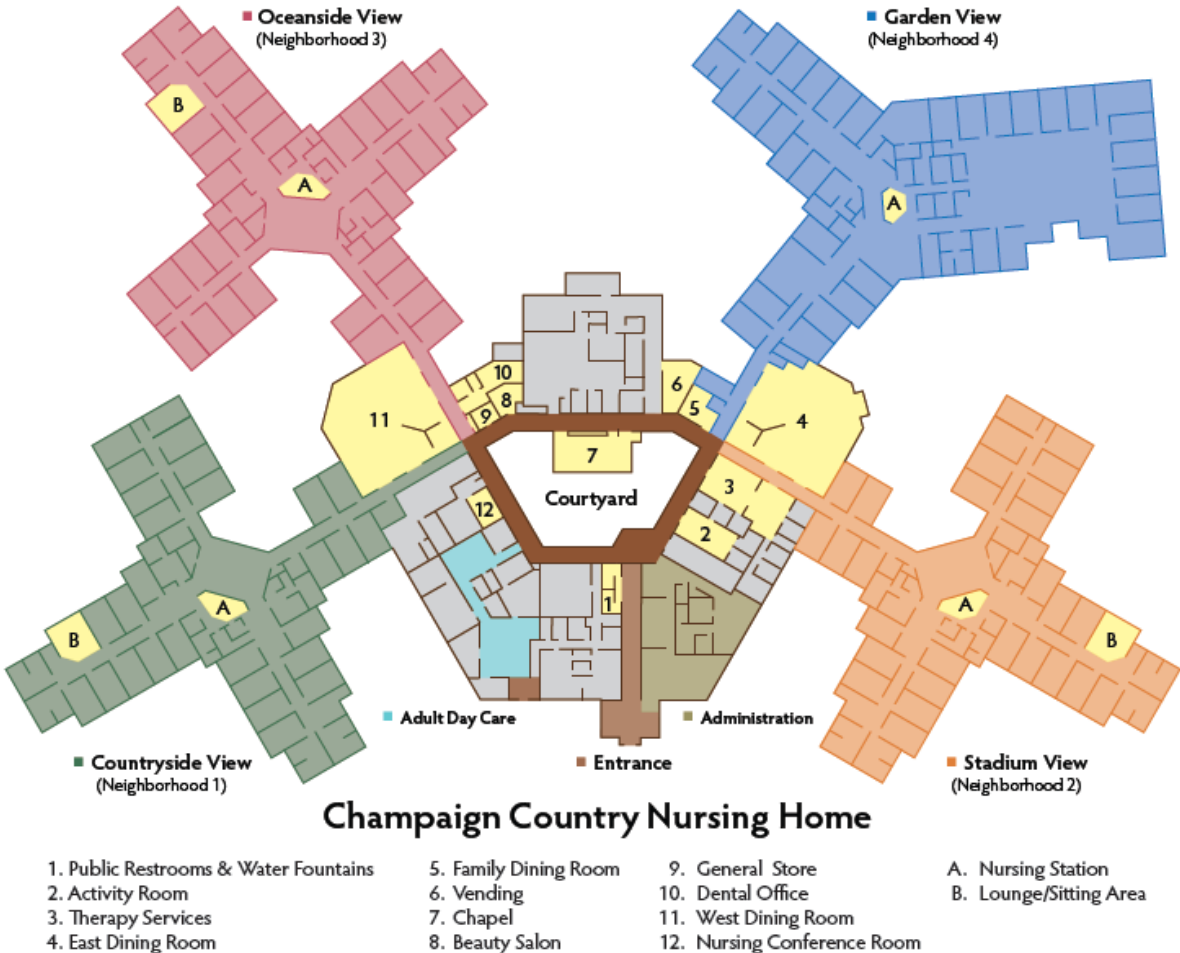 Oceanside View
(Neighborhood 3)
Garden View
(Neighborhood 4)
B
A
A
10
8
9
6
5
11
4
7
Courtyard
3
12
2
1
A
B
A
B
Adult Day Care
Administration
Countryside View
(Neighborhood 1)
Entrance
Stadium View
(Neighborhood 2)
Champaign Country Nursing Home
1. Public Restrooms & Water Fountains
2. Activity Room
3. Therapy Services
4. East Dining Room
5. Family Dining Room
6. Vending
7. Chapel
8. Beauty Salon
9. General Store
10. Dental Office
11. West Dining Room
12. Nursing Conference Room
A. Nursing Station
B. Lounge/Sitting Area